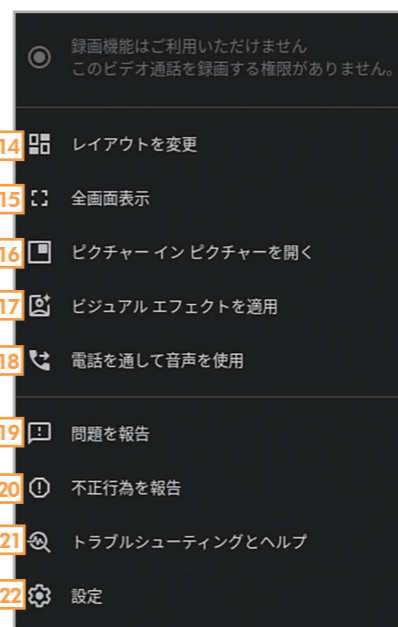 録画機能はご利用いただけません
このビデオ通話を録画する権限がありません。
14 レイアウトを変更
15 全画面表示
16 ピクチャー イン ピクチャーを開く
17 ビジュアル エフェクトを適用
18 電話を通して音声を使用
19 問題を報告
20 不正行為を報告
21 トラブルシューティングとヘルプ
22 設定